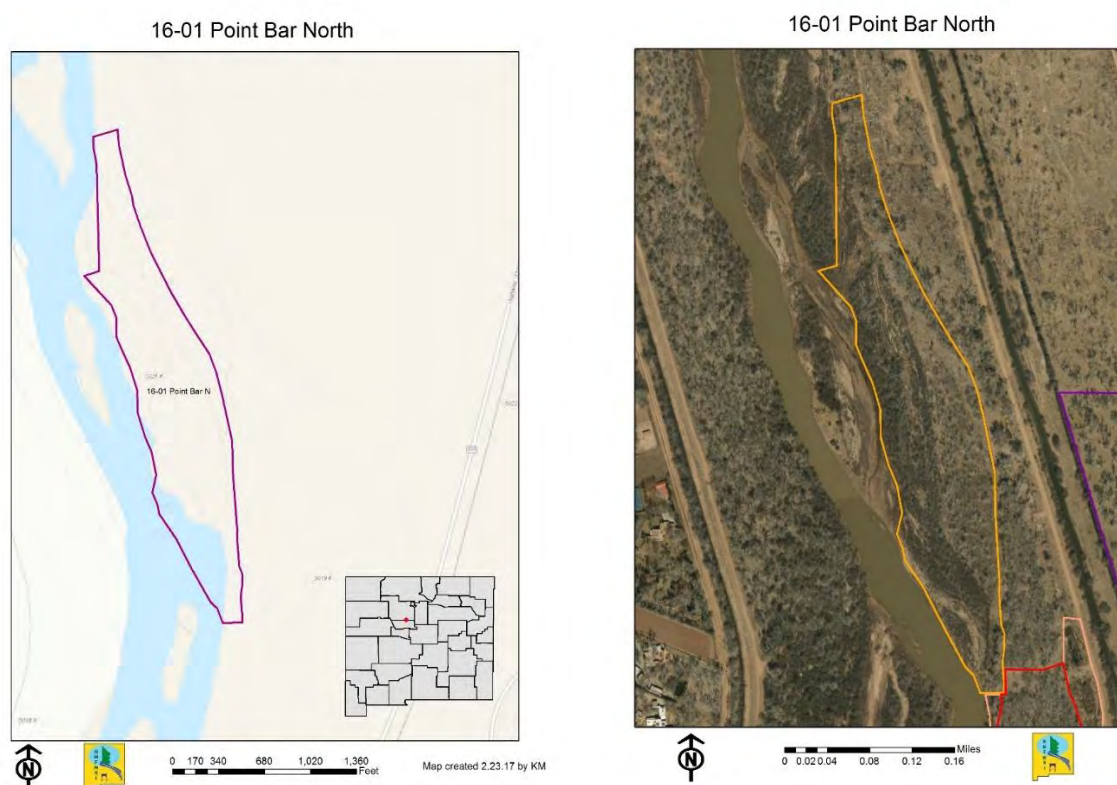 16-01 Point Bar North
16-01 Point Bar N
0 170 340 680 1,020 1,360
Feet
Map created 2.23.17 by KM
N
16-01 Point Bar North
Miles
0 0.02 0.04 0.08 0.12 0.16
N